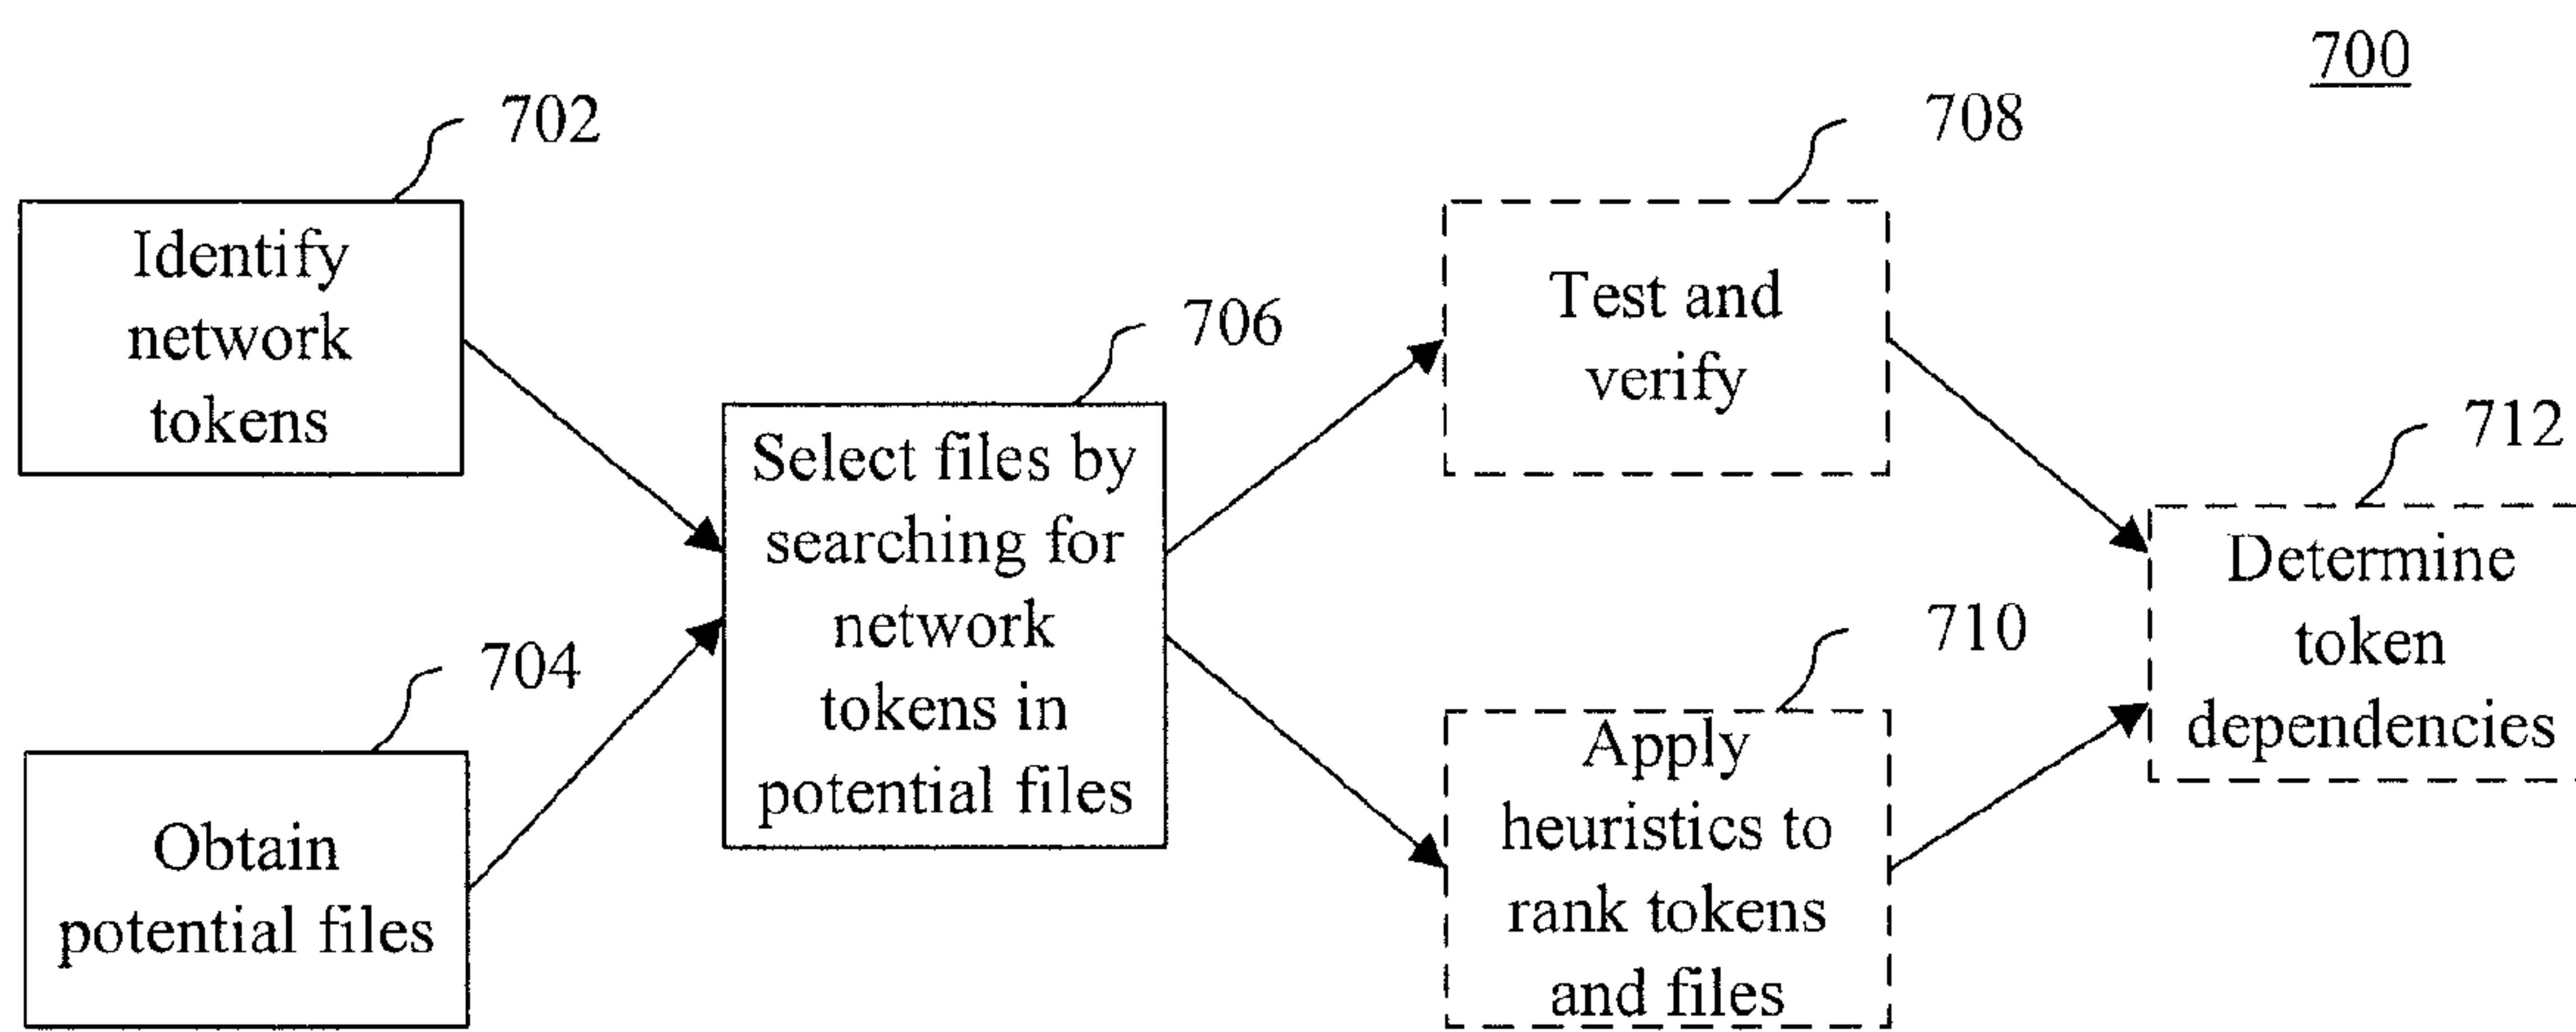 700
702
Identify
network
tokens
704
Obtain
potential files
706
Select files by
searching for
network
tokens in
potential files
708
Test and
verify
710
Apply
heuristics to
rank tokens
and files
712
Determine
token
dependencies